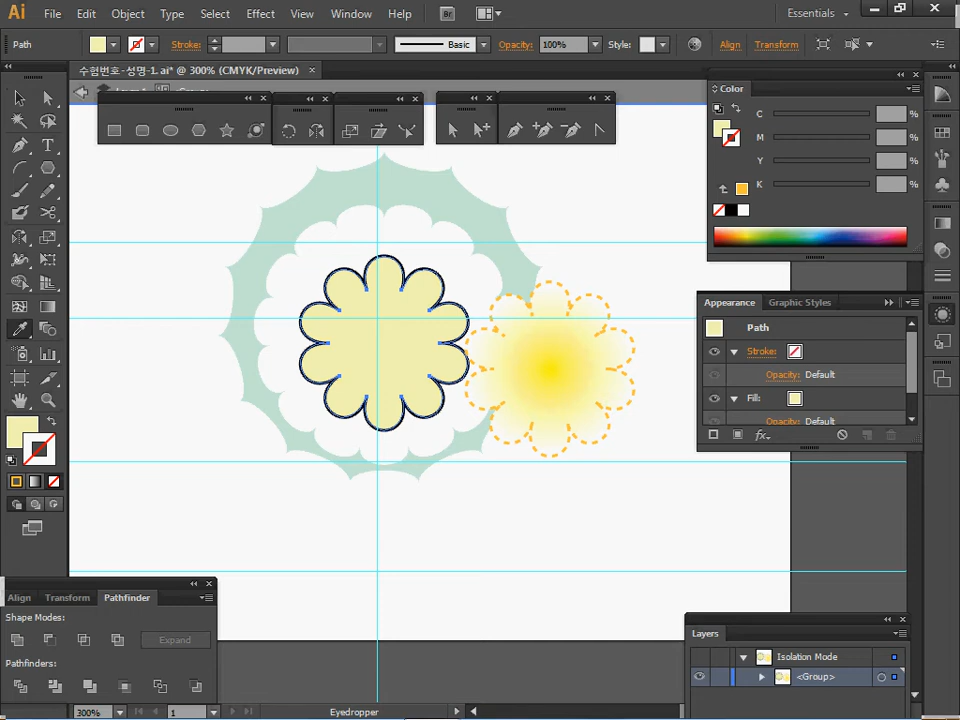 Ai File Edit Object Type Select Effect View Window Help Br Essentials
Path Stroke: Basic Opacity: 100% Style: Align Transform
수험번호-성명-1. ai* @ 300% (CMYK/Preview)
Color
C %
M %
Y %
K %
Appearance Graphic Styles
Path
Stroke:
Opacity: Default
Fill:
Opacity: Default
fx
Align Transform Pathfinder
Shape Modes:
Expand
Pathfinders:
Layers
Isolation Mode
<Group>
300% 1 Eyedropper